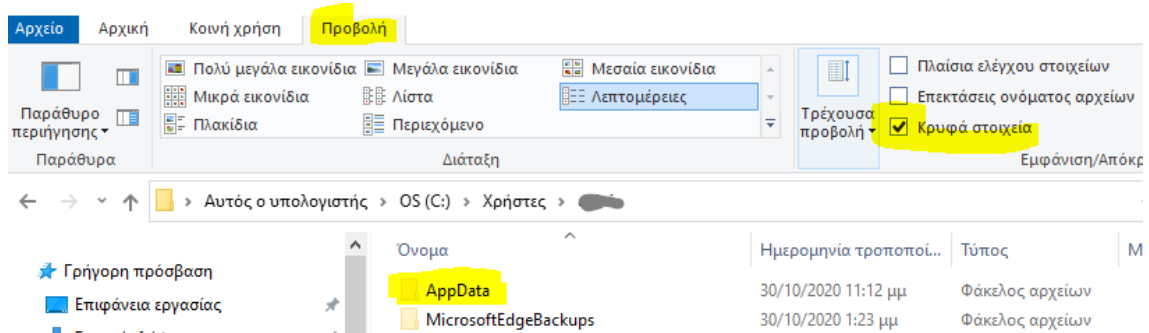 Αρχείο Αρχική Κοινή χρήση Προβολή
Πολύ μεγάλα εικονίδια Μεγάλα εικονίδια Μεσαία εικονίδια
Μικρά εικονίδια Λίστα Λεπτομέρειες
Πλακίδια Περιεχόμενο
Παράθυρο
περιήγησης
Τρέχουσα
προβολή
Πλαίσια ελέγχου στοιχείων
Επεκτάσεις ονόματος αρχείων
Κρυφά στοιχεία
Παράθυρα Διάταξη Εμφάνιση/Απόκρ
Αυτός ο υπολογιστής > OS (C:) > Χρήστες >
Όνομα Ημερομηνία τροποποί... Τύπος Μ
Γρήγορη πρόσβαση
Επιφάνεια εργασίας
AppData 30/10/2020 11:12 μμ Φάκελος αρχείων
MicrosoftEdgeBackups 30/10/2020 1:23 μμ Φάκελος αρχείων